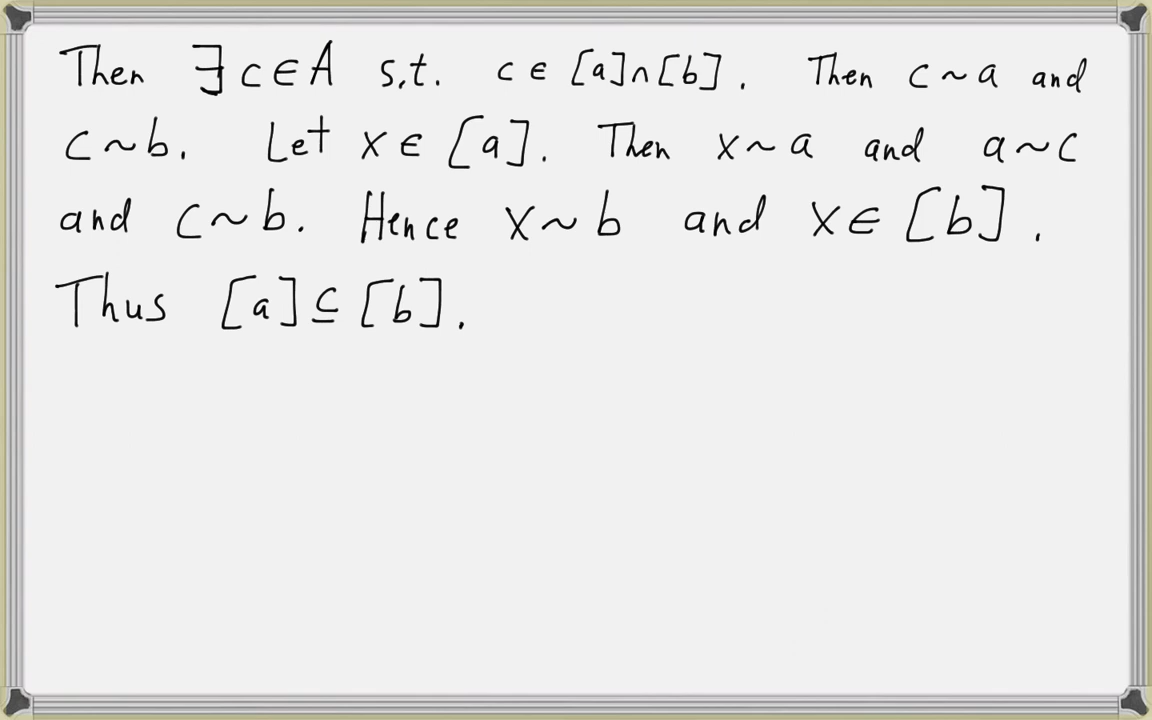 Then ∃ c ∈ A s.t. c ∈ [a]∩[b]. Then c ~ a and
c ~ b. Let x ∈ [a]. Then x ~ a and a ~ c
and c ~ b. Hence x ~ b and x ∈ [b].
Thus [a] ⊆ [b].